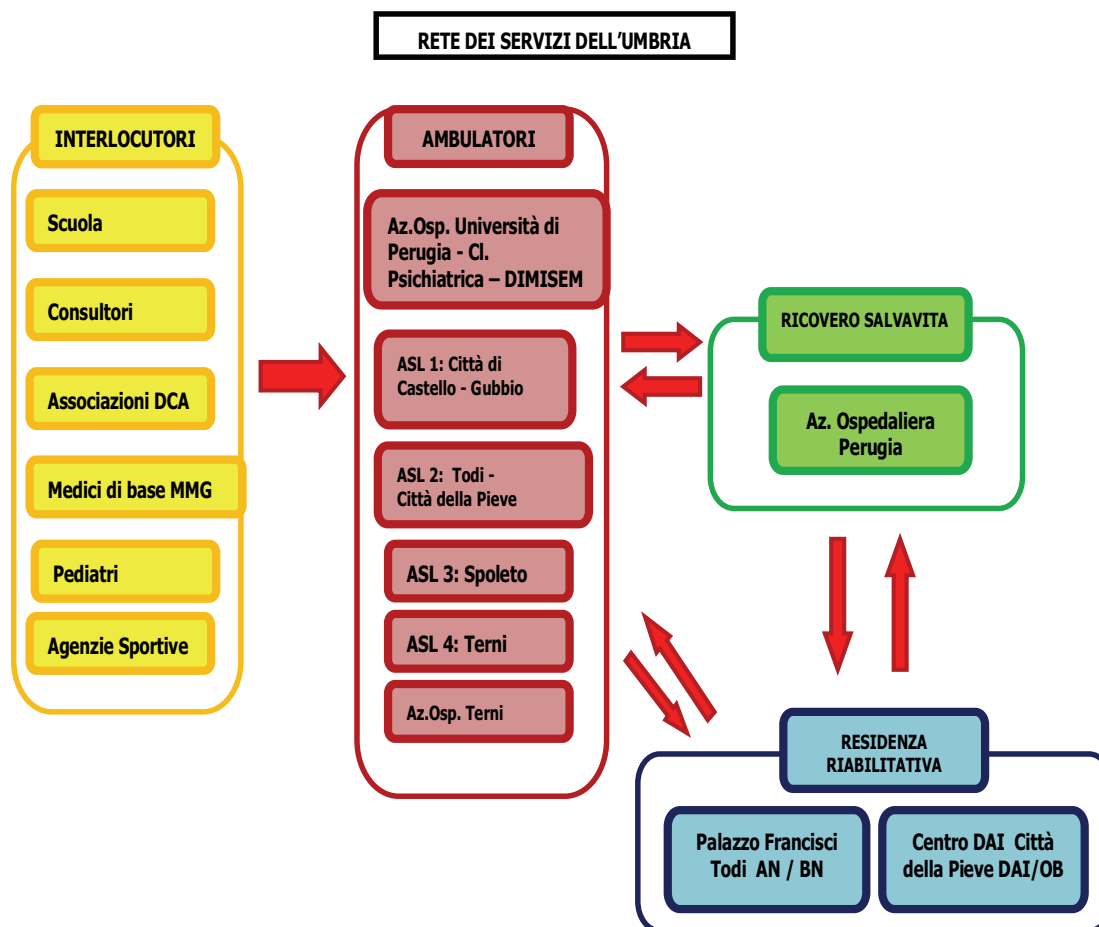 RETE DEI SERVIZI DELL'UMBRIA
INTERLOCUTORI
Scuola
Consultori
Associazioni DCA
Medici di base MMG
Pediatri
Agenzie Sportive
AMBULATORI
Az.Osp. Università di
Perugia - Cl.
Psichiatrica – DIMISEM
ASL 1: Città di
Castello - Gubbio
ASL 2: Todi -
Città della Pieve
ASL 3: Spoleto
ASL 4: Terni
Az.Osp. Terni
RICOVERO SALVAVITA
Az. Ospedaliera
Perugia
RESIDENZA
RIABILITATIVA
Palazzo Francisci
Todi AN / BN
Centro DAI Città
della Pieve DAI/OB